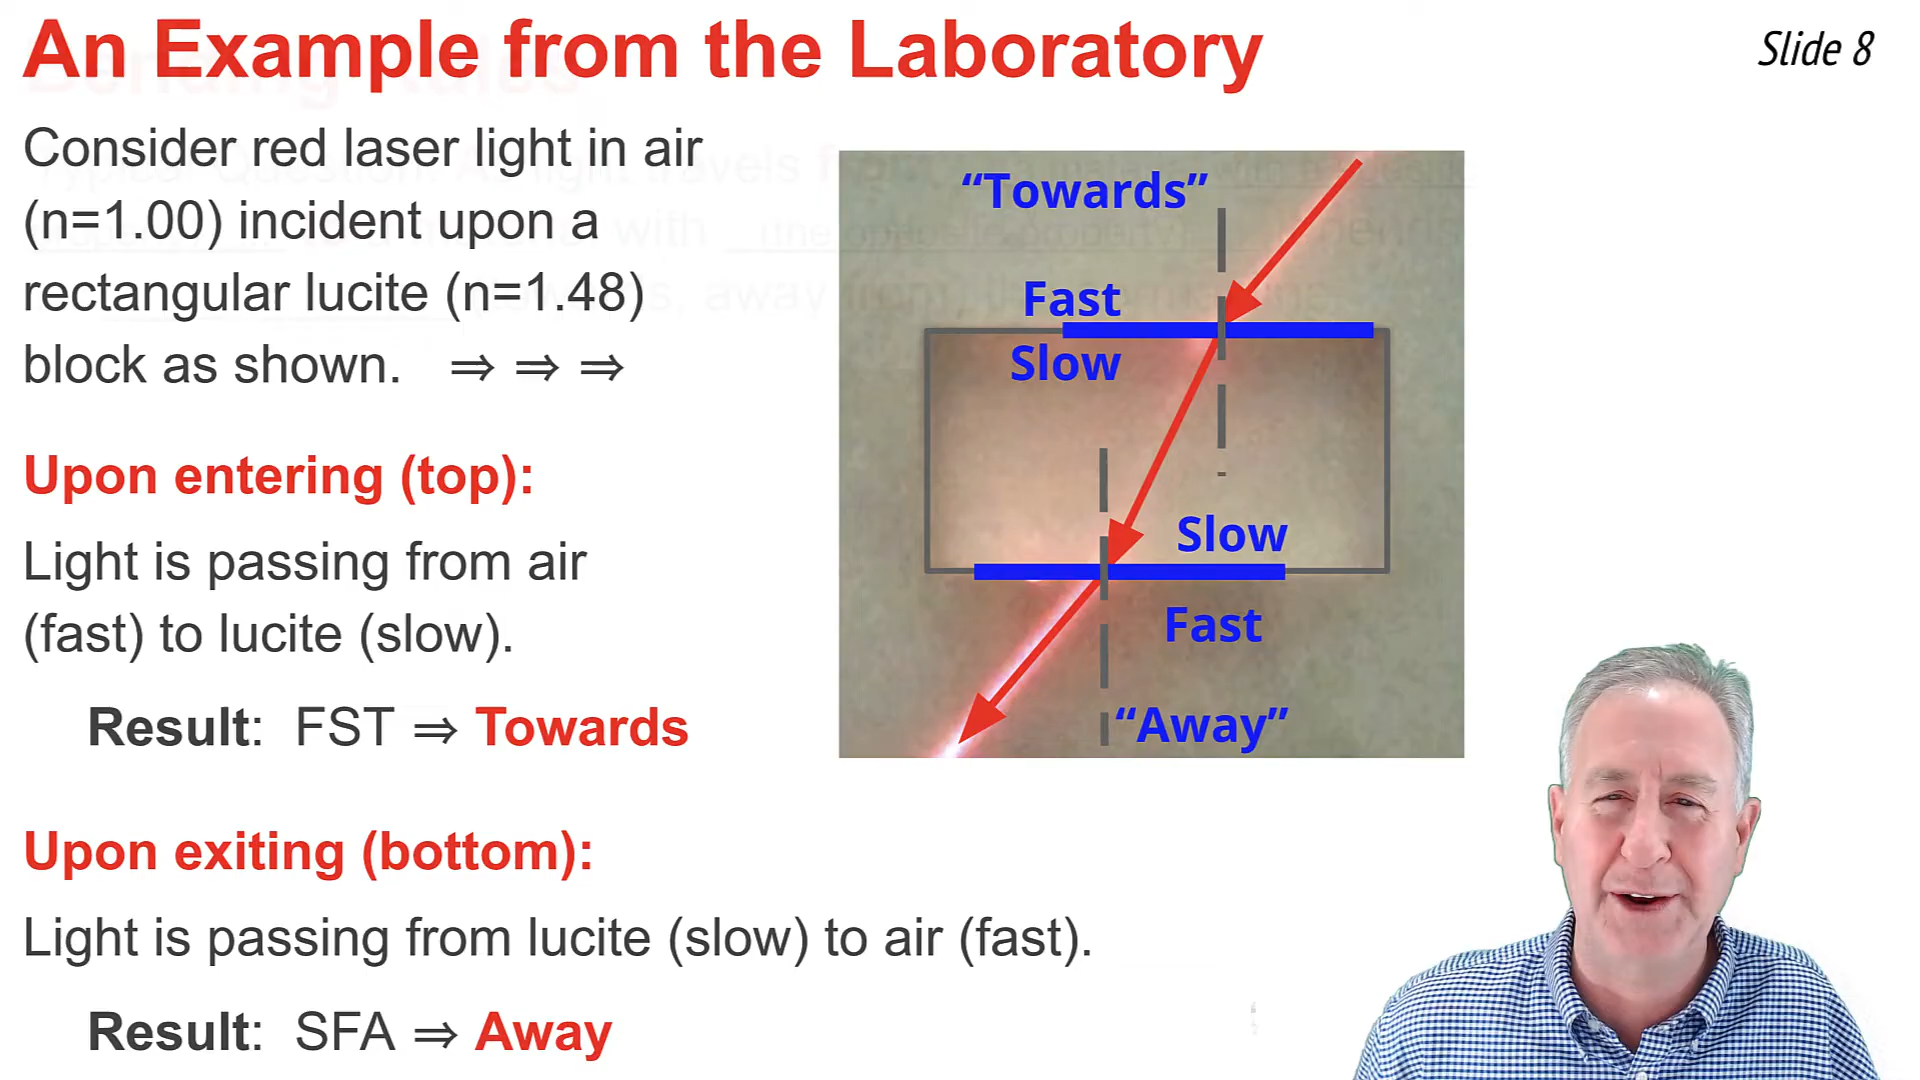 An Example from the Laboratory
Slide 8
Consider red laser light in air
(n=1.00) incident upon a
rectangular lucite (n=1.48)
block as shown. ⇒ ⇒ ⇒
Upon entering (top):
Light is passing from air
(fast) to lucite (slow).
Result: FST ⇒ Towards
Upon exiting (bottom):
Light is passing from lucite (slow) to air (fast).
Result: SFA ⇒ Away
“Towards”
Fast
Slow
Slow
Fast
“Away”